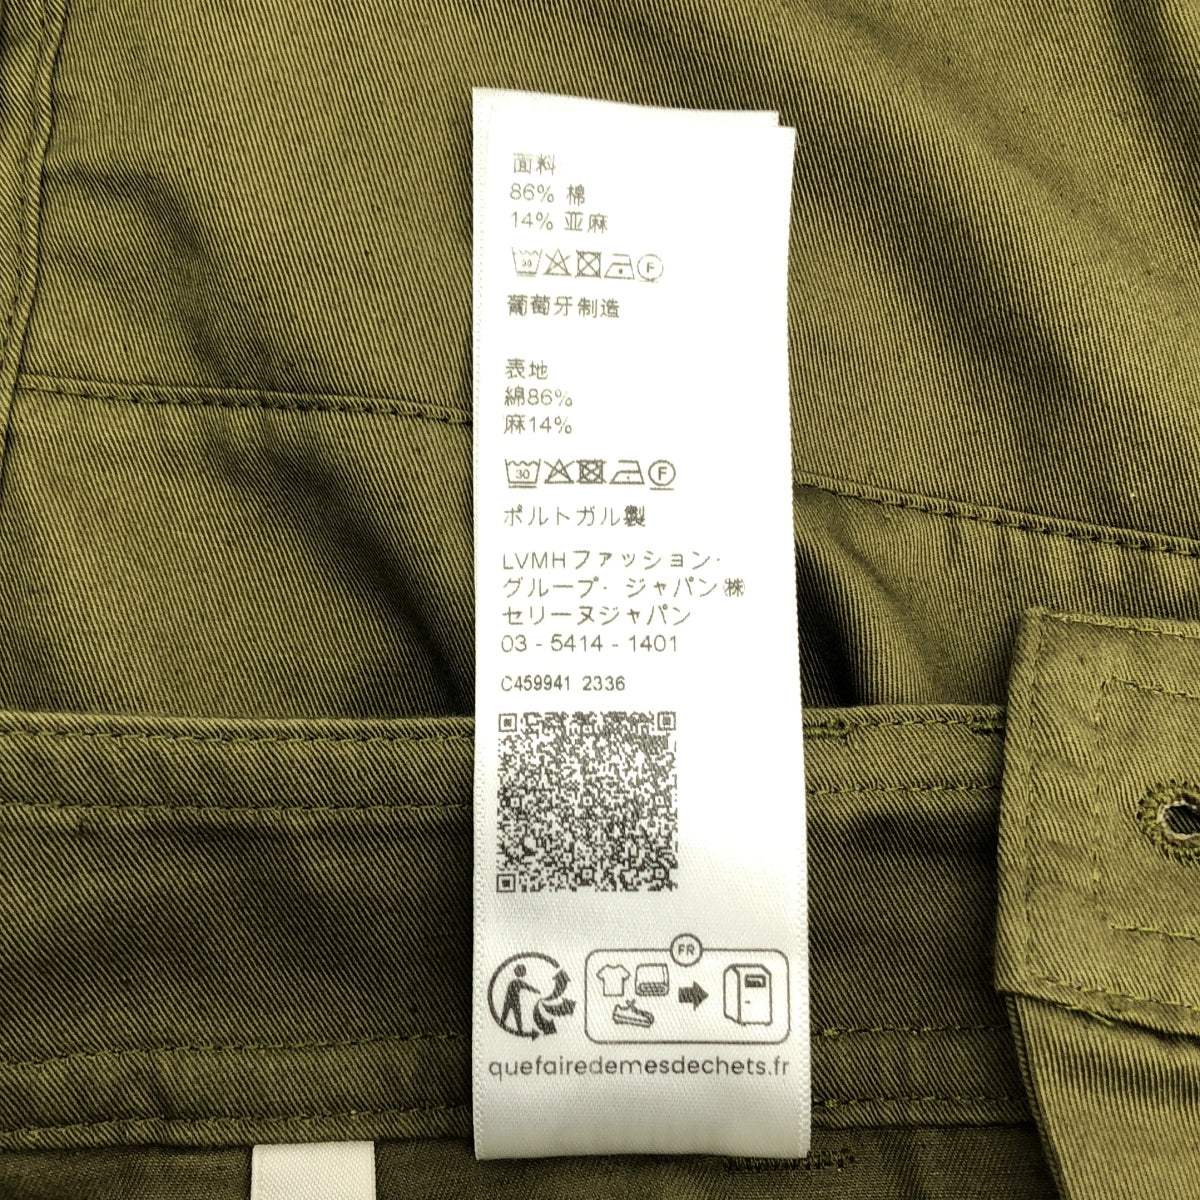 面料
86% 棉
14% 亚麻
30 F
葡萄牙制造
表地
綿86%
麻14%
30 F
ポルトガル製
LVMHファッション・
グループ・ジャパン㈱
セリーヌジャパン
03 - 5414 - 1401
C459941 2336
FR
quefairedemesdechets.fr